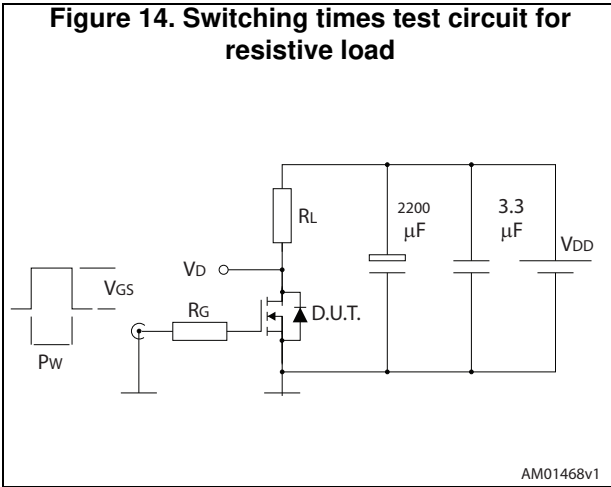 Figure 14. Switching times test circuit for
resistive load
RL
2200
μF
3.3
μF
VDD
VD
VGS
RG
D.U.T.
PW
AM01468v1